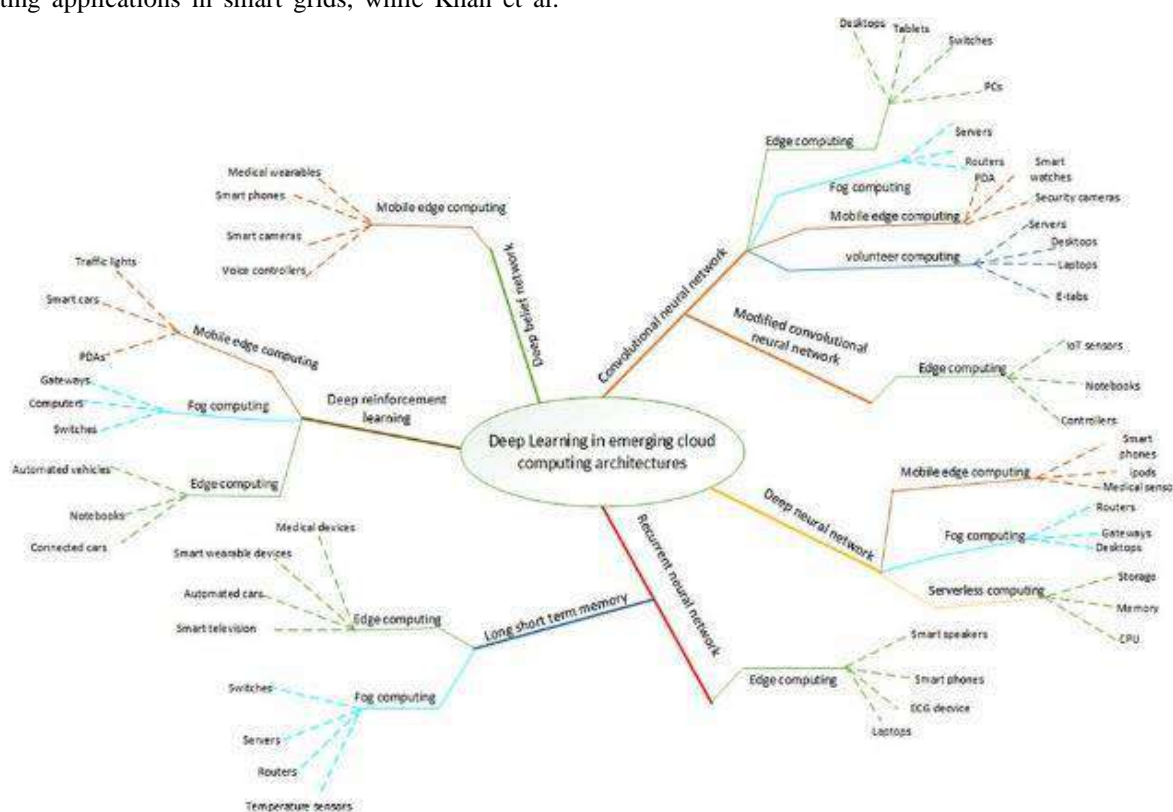 ting applications in smart grids, while Khan et al.
Desktops
Tablets
Switches
PCs
Edge computing
Servers
Routers
Fog computing
PDA
Smart
watches
Security cameras
Mobile edge computing
Servers
Desktops
Laptops
E-tabs
volunteer computing
Convolutional neural network
Modified convolutional
neural network
Edge computing
IoT sensors
Notebooks
Controllers
Medical wearables
Smart phones
Smart cameras
Voice controllers
Mobile edge computing
Deep belief network
Traffic lights
Smart cars
PDAs
Mobile edge computing
Gateways
Computers
Switches
Fog computing
Deep reinforcement
learning
Automated vehicles
Notebooks
Connected cars
Edge computing
Deep Learning in emerging cloud
computing architectures
Smart
phones
ipods
Medical senso
Mobile edge computing
Deep neural network
Routers
Gateways
Desktops
Fog computing
Serverless computing
Storage
Memory
CPU
Medical devices
Smart wearable devices
Automated cars
Smart television
Edge computing
Long short term memory
Recurrent neural network
Switches
Servers
Routers
Temperature sensors
Fog computing
Edge computing
Smart speakers
Smart phones
ECG decvice
Laptops